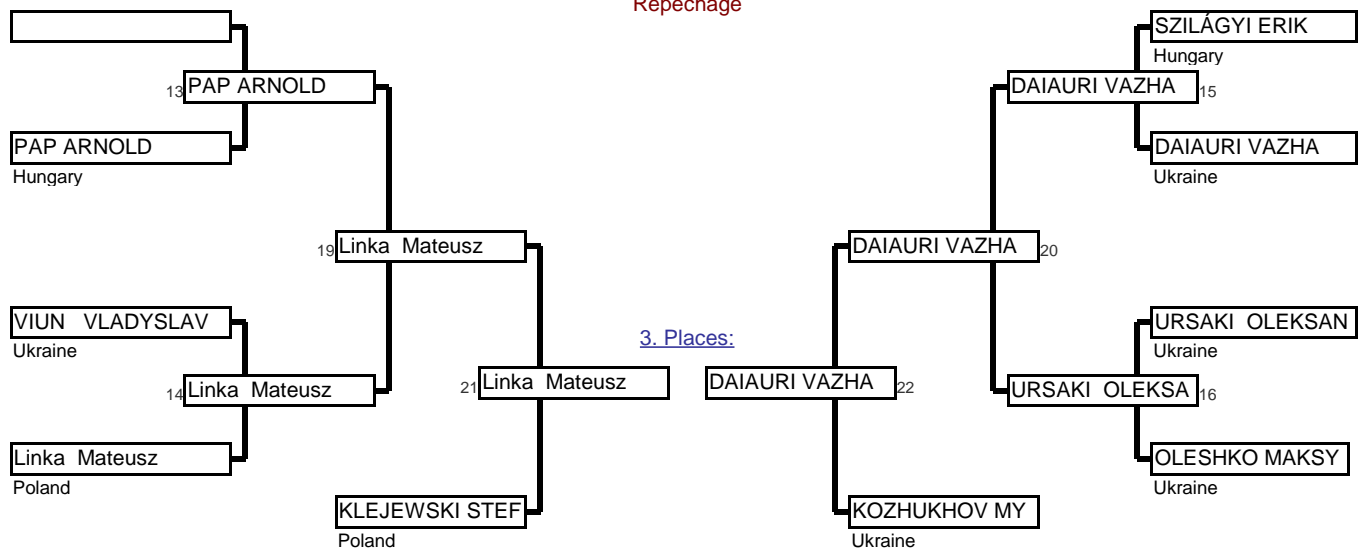 Repechage
SZILÁGYI ERIK
Hungary
13 PAP ARNOLD
DAIAURI VAZHA 15
PAP ARNOLD
Hungary
DAIAURI VAZHA
Ukraine
19 Linka Mateusz
DAIAURI VAZHA 20
VIUN VLADYSLAV
Ukraine
URSAKI OLEKSAN
Ukraine
3. Places:
14 Linka Mateusz
21 Linka Mateusz
DAIAURI VAZHA 22
URSAKI OLEKSA 16
Linka Mateusz
Poland
OLESHKO MAKSY
Ukraine
KLEJEWSKI STEF
Poland
KOZHUKHOV MY
Ukraine